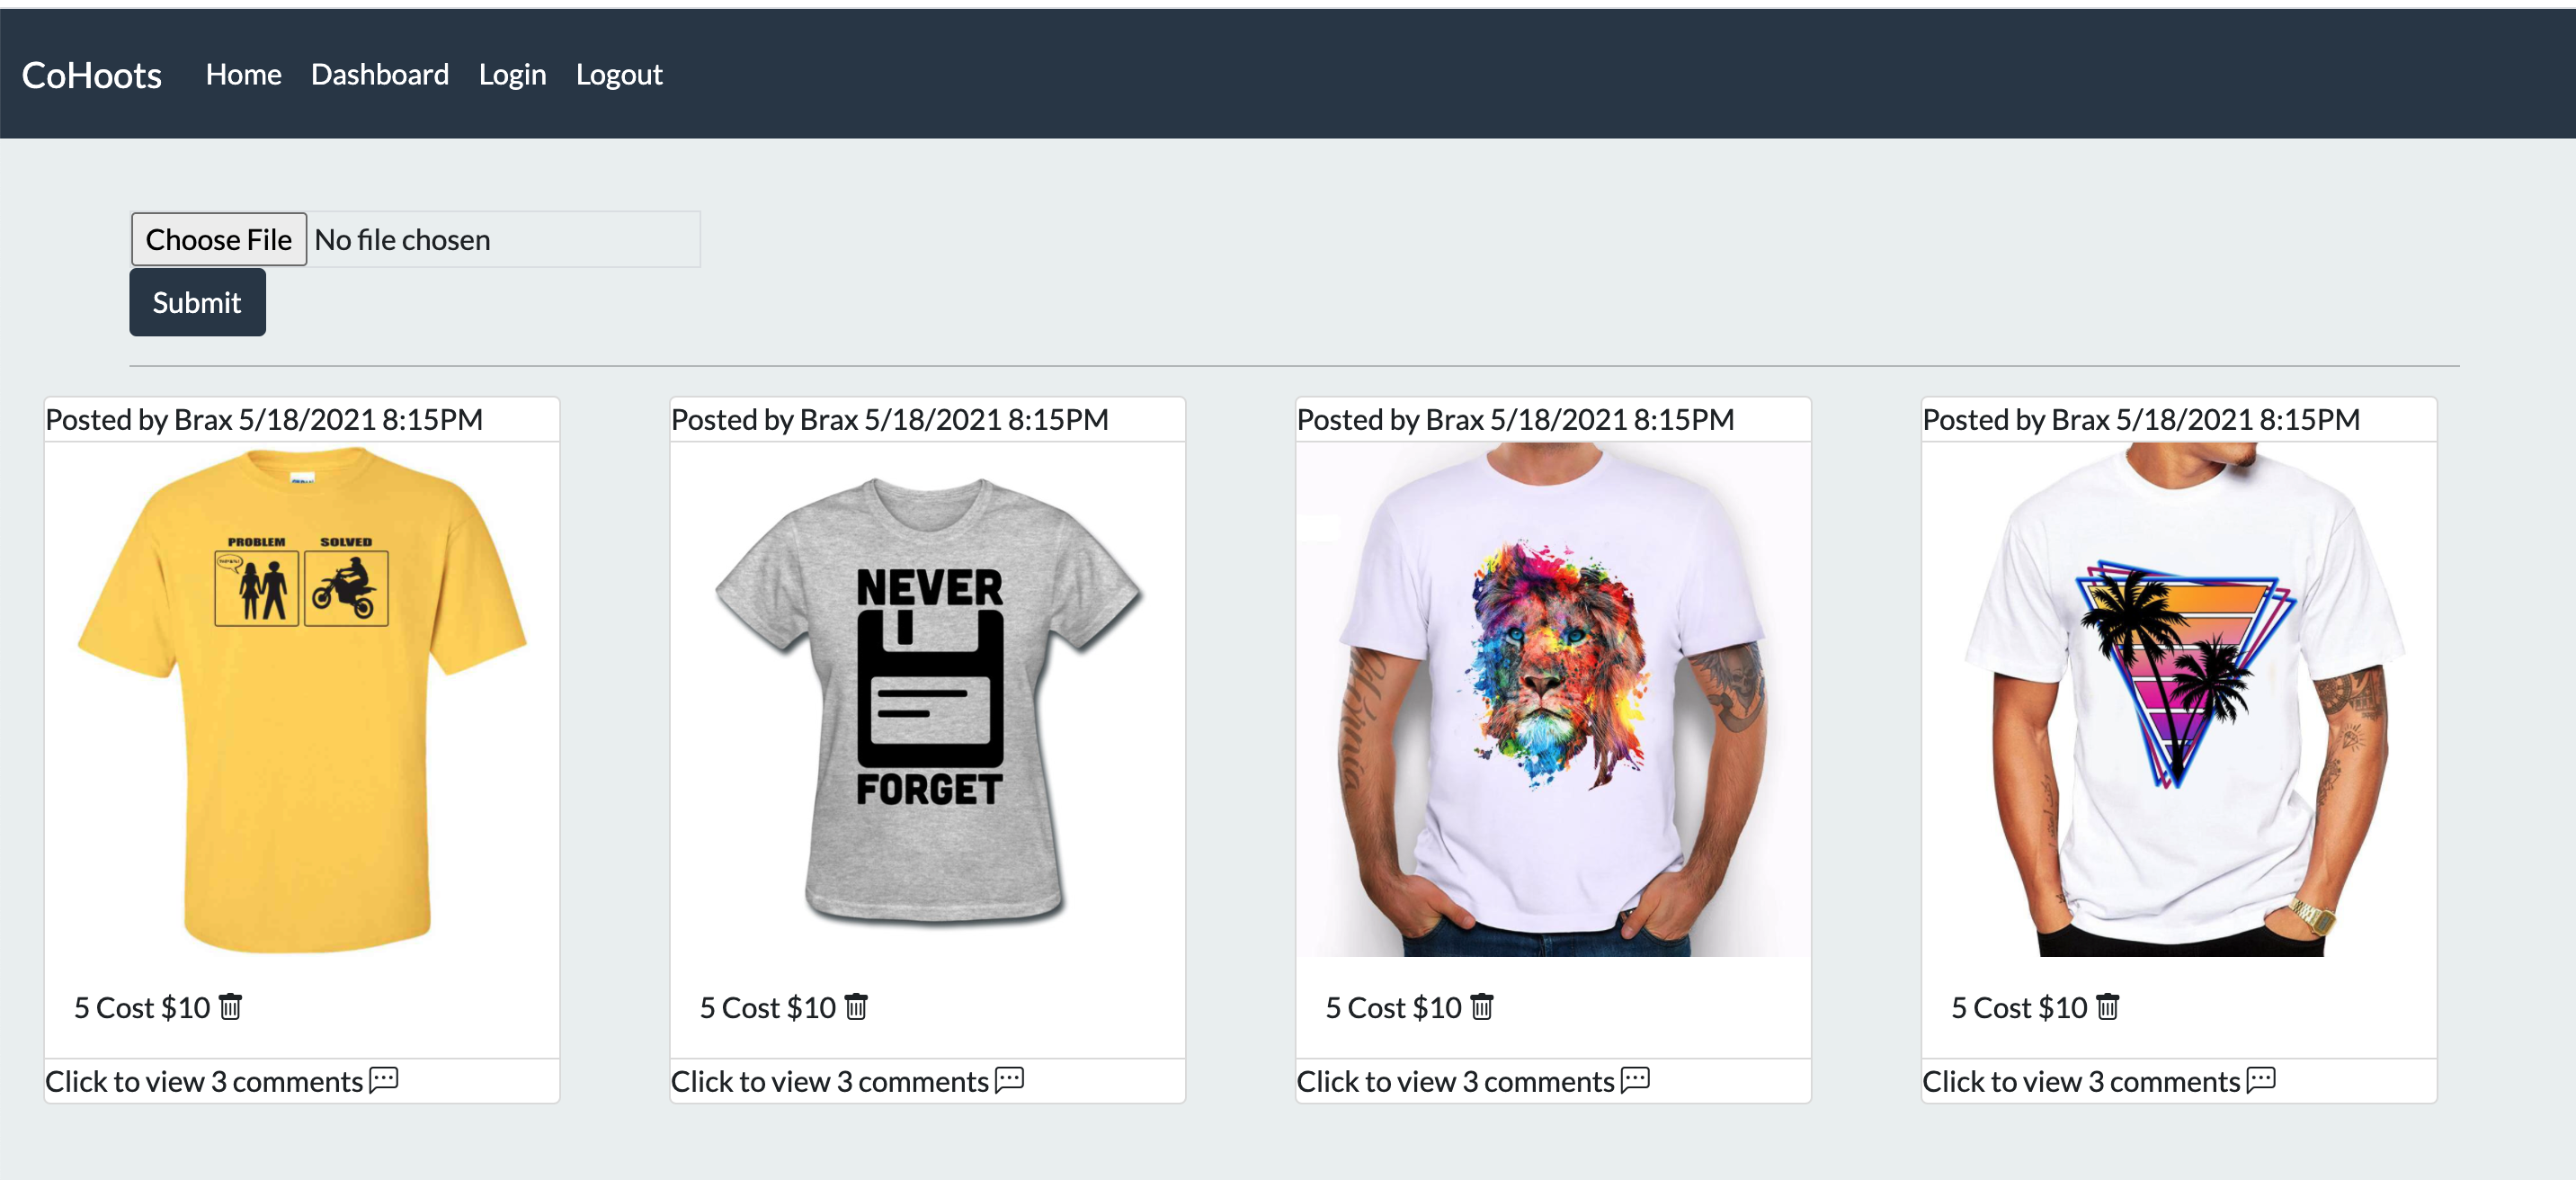 CoHoots Home Dashboard Login Logout
Choose File No file chosen
Submit
Posted by Brax 5/18/2021 8:15PM
PROBLEM SOLVED
5 Cost $10
Click to view 3 comments
Posted by Brax 5/18/2021 8:15PM
NEVER
FORGET
5 Cost $10
Click to view 3 comments
Posted by Brax 5/18/2021 8:15PM
5 Cost $10
Click to view 3 comments
Posted by Brax 5/18/2021 8:15PM
5 Cost $10
Click to view 3 comments